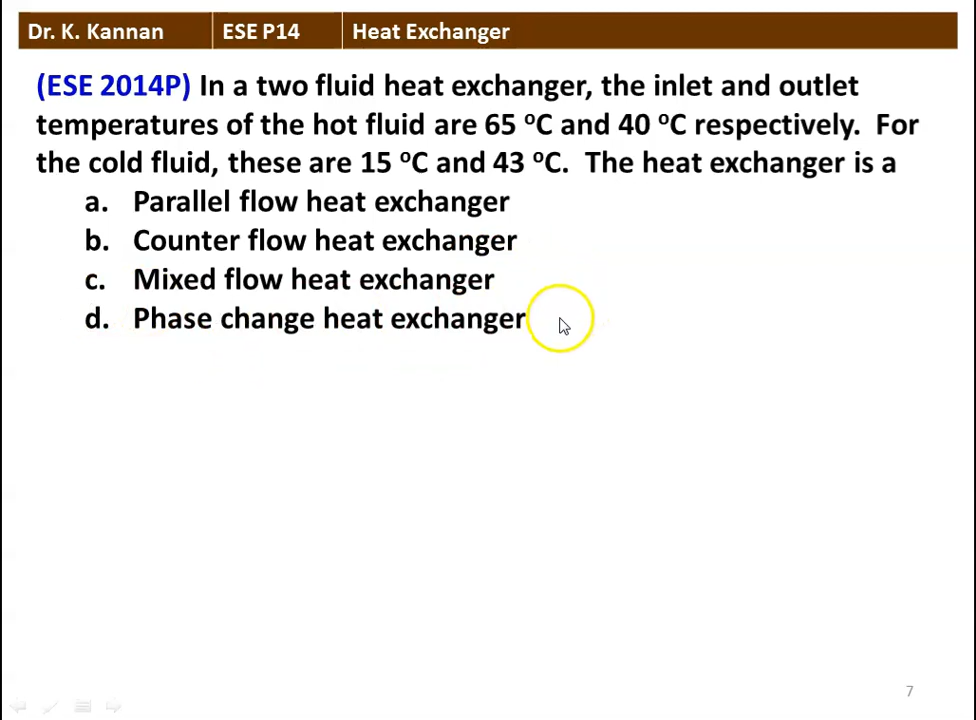 Dr. K. Kannan ESE P14 Heat Exchanger
(ESE 2014P) In a two fluid heat exchanger, the inlet and outlet
temperatures of the hot fluid are 65 ºC and 40 ºC respectively. For
the cold fluid, these are 15 ºC and 43 ºC. The heat exchanger is a
a. Parallel flow heat exchanger
b. Counter flow heat exchanger
c. Mixed flow heat exchanger
d. Phase change heat exchanger
7